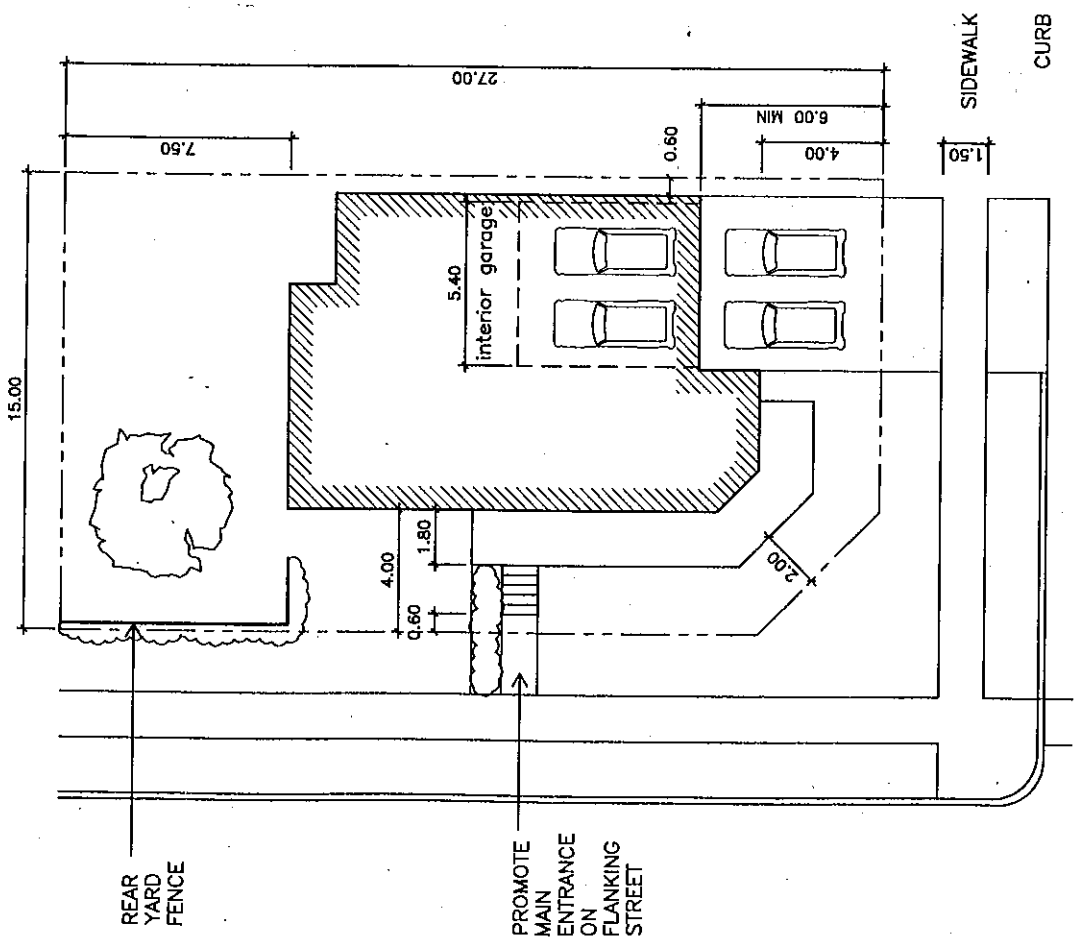 15.00
27.00
7.50
SIDEWALK
CURB
6.00 MIN
0.60
4.00
1.50
interior garage
5.40
1.80
4.00
0.60
2.00
REAR
YARD
FENCE
PROMOTE
MAIN
ENTRANCE
ON
FLANKING
STREET